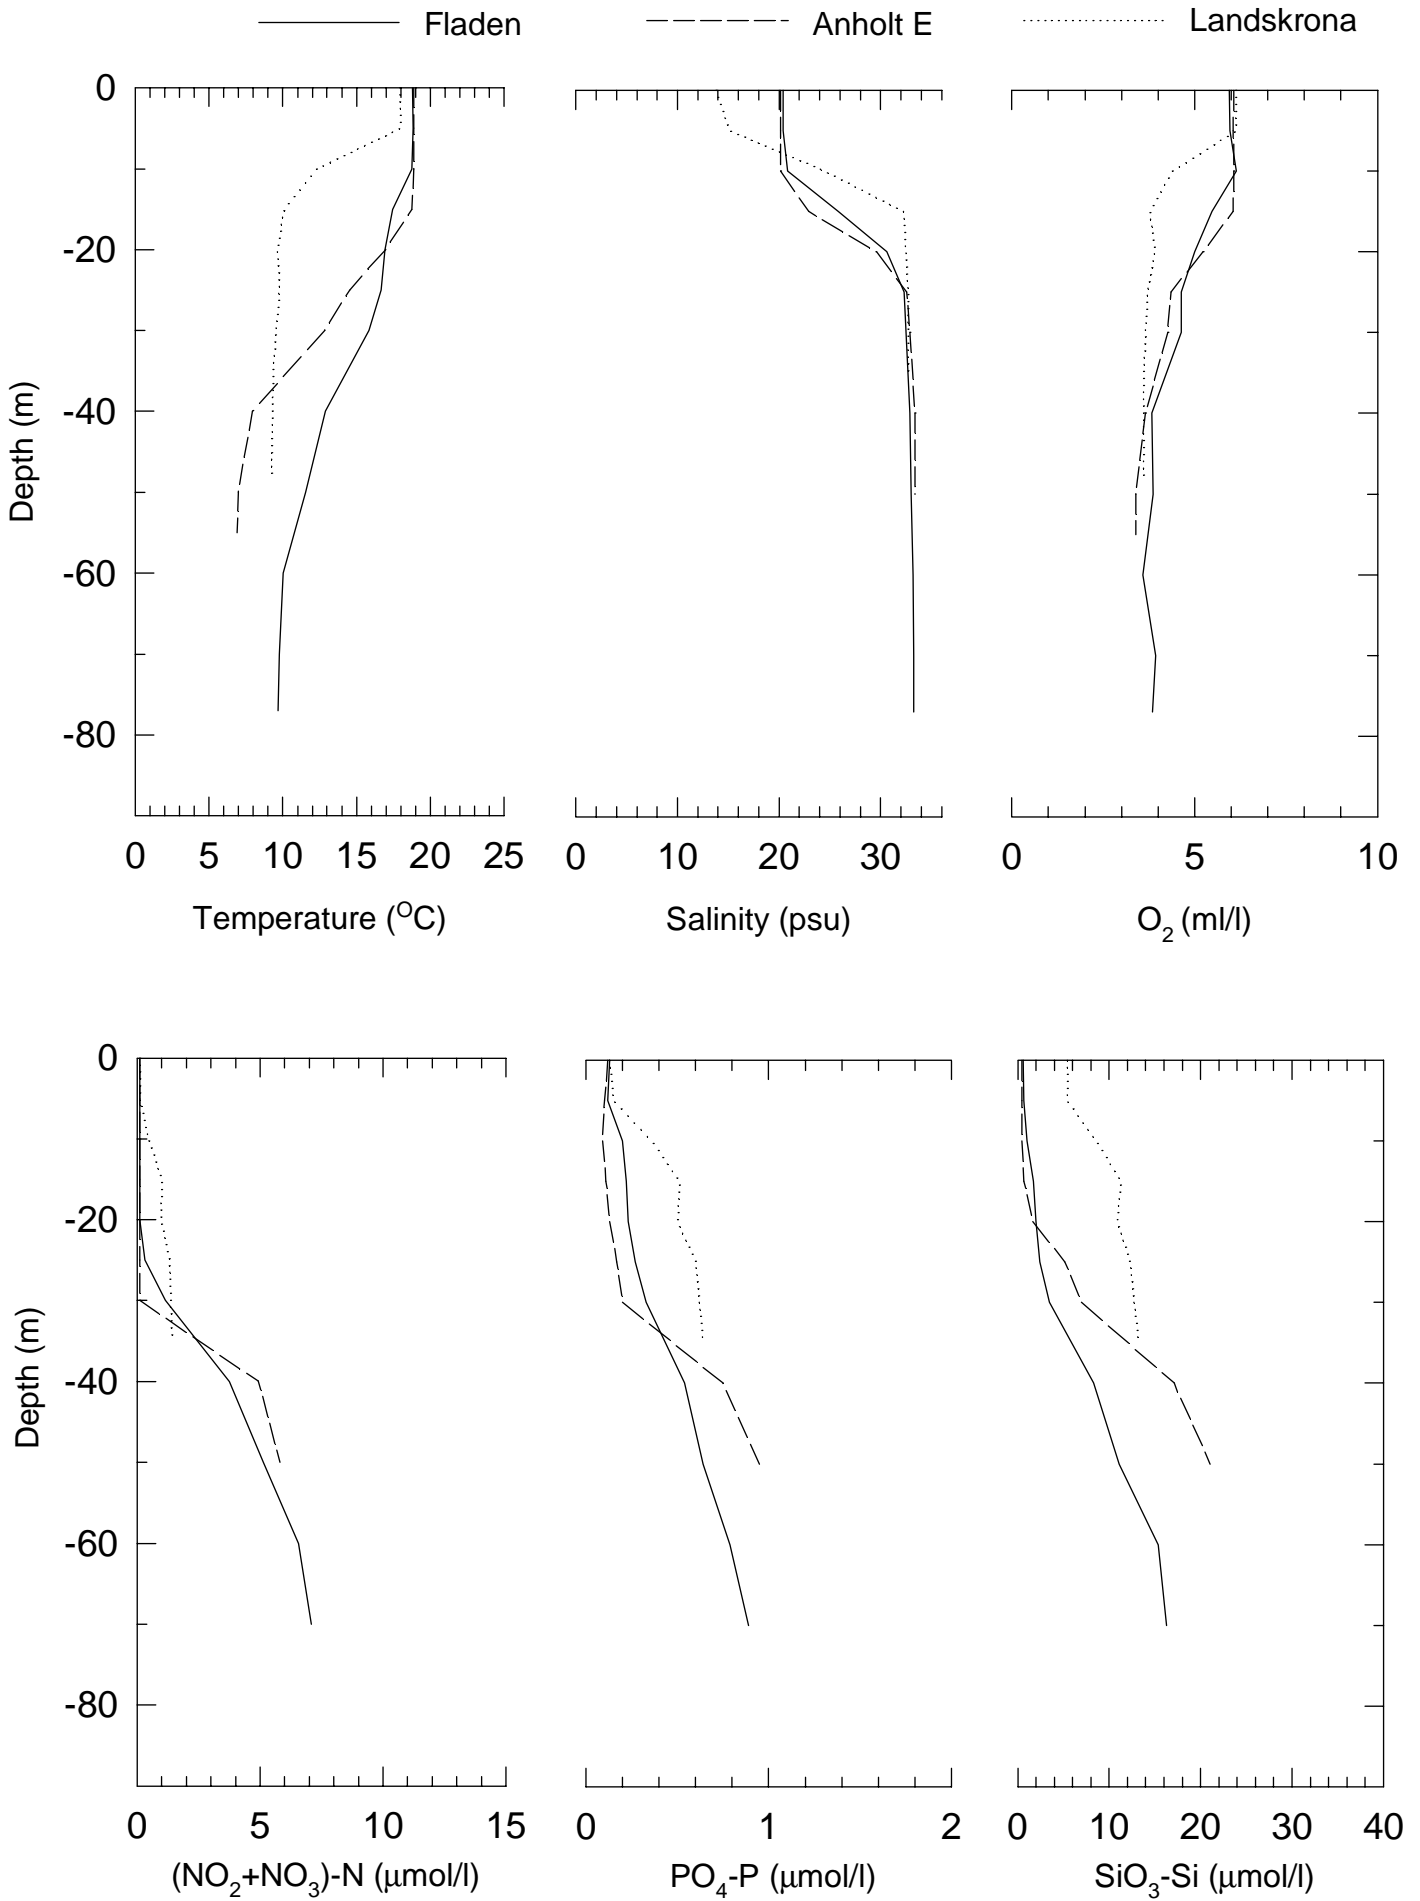 Fladen Anholt E Landskrona
0
-20
-40
-60
-80
Depth (m)
0 5 10 15 20 25
0 10 20 30
0 5 10
Temperature (OC) Salinity (psu) O2 (ml/l)
0
-20
-40
-60
-80
Depth (m)
0 5 10 15
0 1 2
0 10 20 30 40
(NO2+NO3)-N (μmol/l) PO4-P (μmol/l) SiO3-Si (μmol/l)